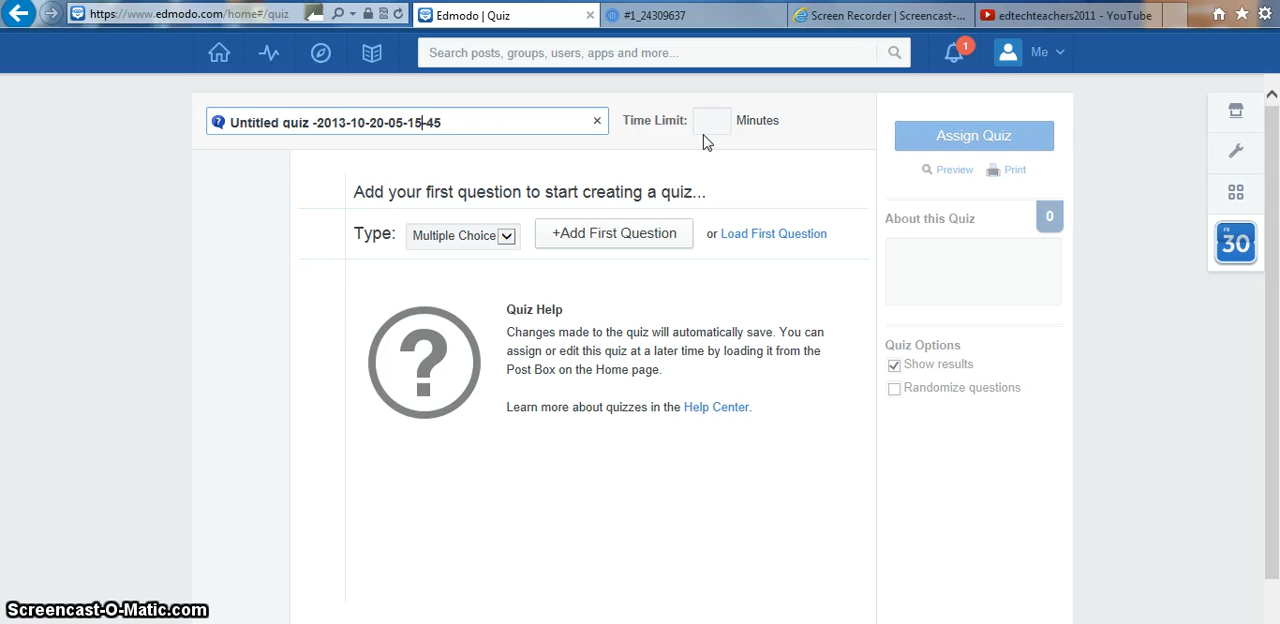 https://www.edmodo.com/home#/quiz
Edmodo | Quiz
#1_24309637
Screen Recorder | Screencast-...
edtechteachers2011 - YouTube
Search posts, groups, users, apps and more...
1
Me
Untitled quiz -2013-10-20-05-15-45
Time Limit:
Minutes
Assign Quiz
Preview
Print
Add your first question to start creating a quiz...
About this Quiz
0
Type:
Multiple Choice
+Add First Question
or Load First Question
30
Quiz Help
Changes made to the quiz will automatically save. You can
assign or edit this quiz at a later time by loading it from the
Post Box on the Home page.
Learn more about quizzes in the Help Center.
Quiz Options
Show results
Randomize questions
Screencast-O-Matic.com